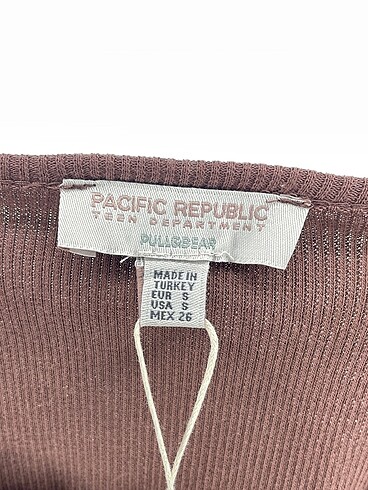 PACIFIC REPUBLIC
TEEN DEPARTMENT
PULL&BEAR
MADE IN
TURKEY
EUR S
USA S
MEX 26